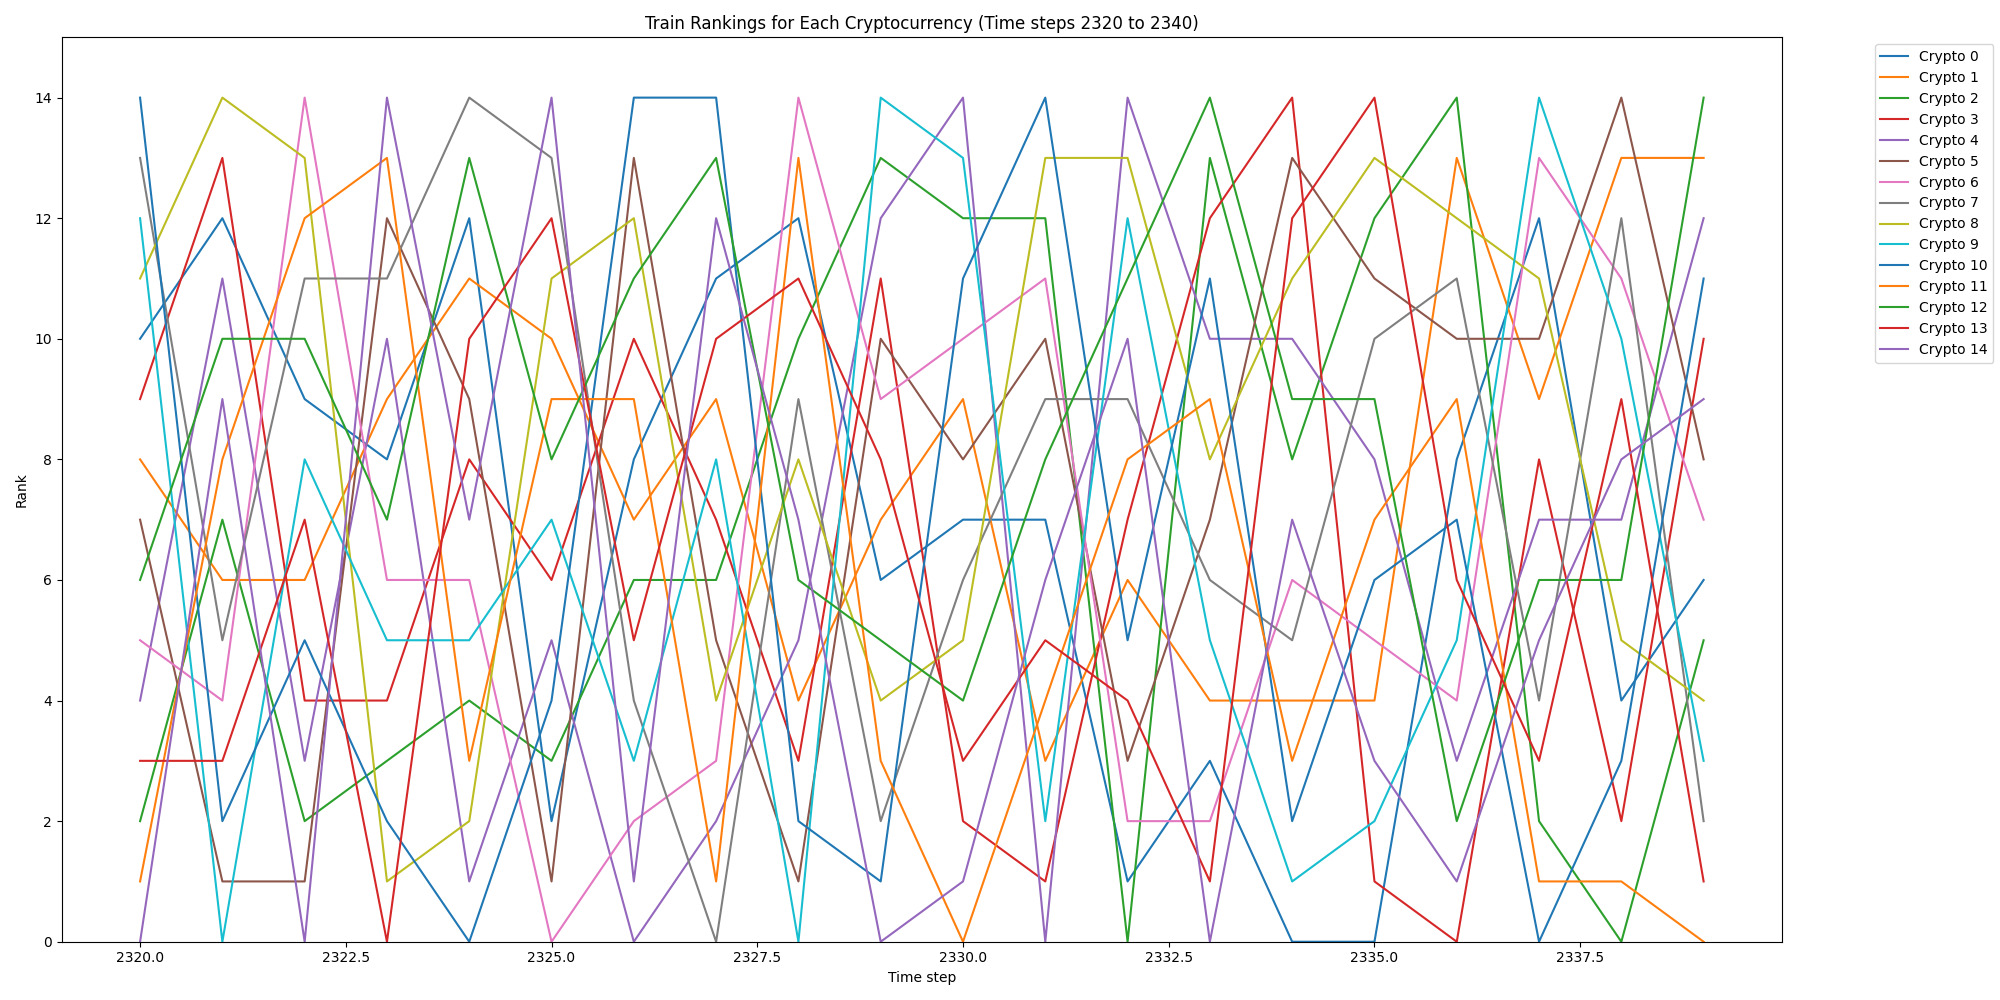 Train Rankings for Each Cryptocurrency (Time steps 2320 to 2340)
Rank
14
12
10
8
6
4
2
0
2320.0 2322.5 2325.0 2327.5 2330.0 2332.5 2335.0 2337.5
Time step
Crypto 0
Crypto 1
Crypto 2
Crypto 3
Crypto 4
Crypto 5
Crypto 6
Crypto 7
Crypto 8
Crypto 9
Crypto 10
Crypto 11
Crypto 12
Crypto 13
Crypto 14